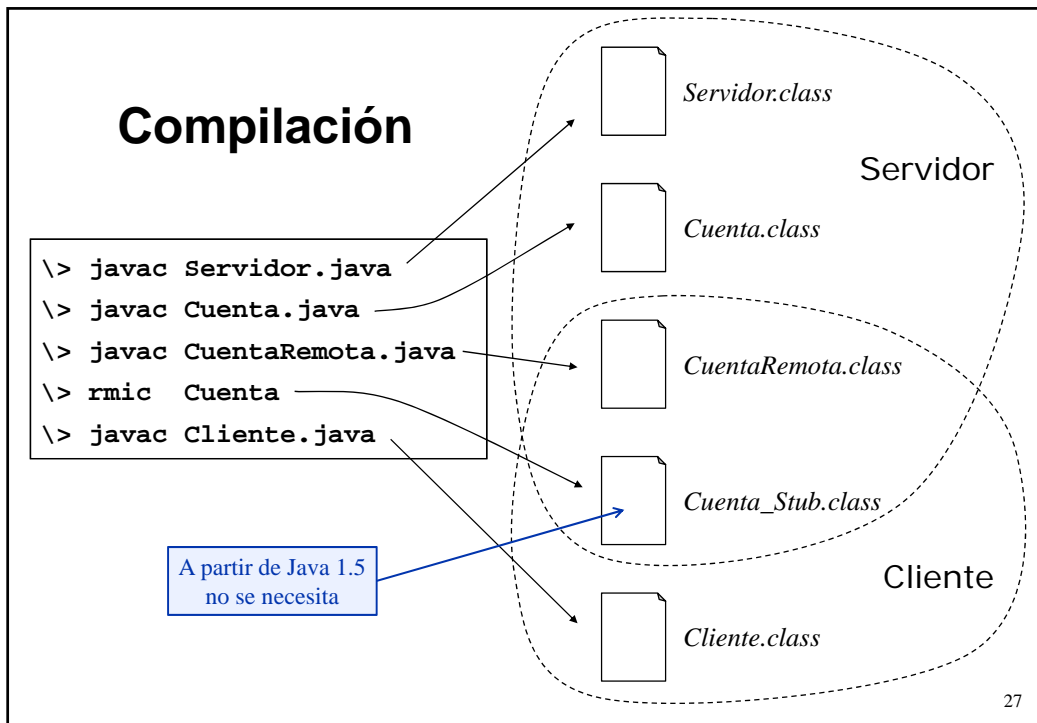 Compilación
\> javac Servidor.java
\> javac Cuenta.java
\> javac CuentaRemota.java
\> rmic  Cuenta
\> javac Cliente.java
A partir de Java 1.5
no se necesita
Servidor.class
Servidor
Cuenta.class
CuentaRemota.class
Cuenta_Stub.class
Cliente
Cliente.class
27